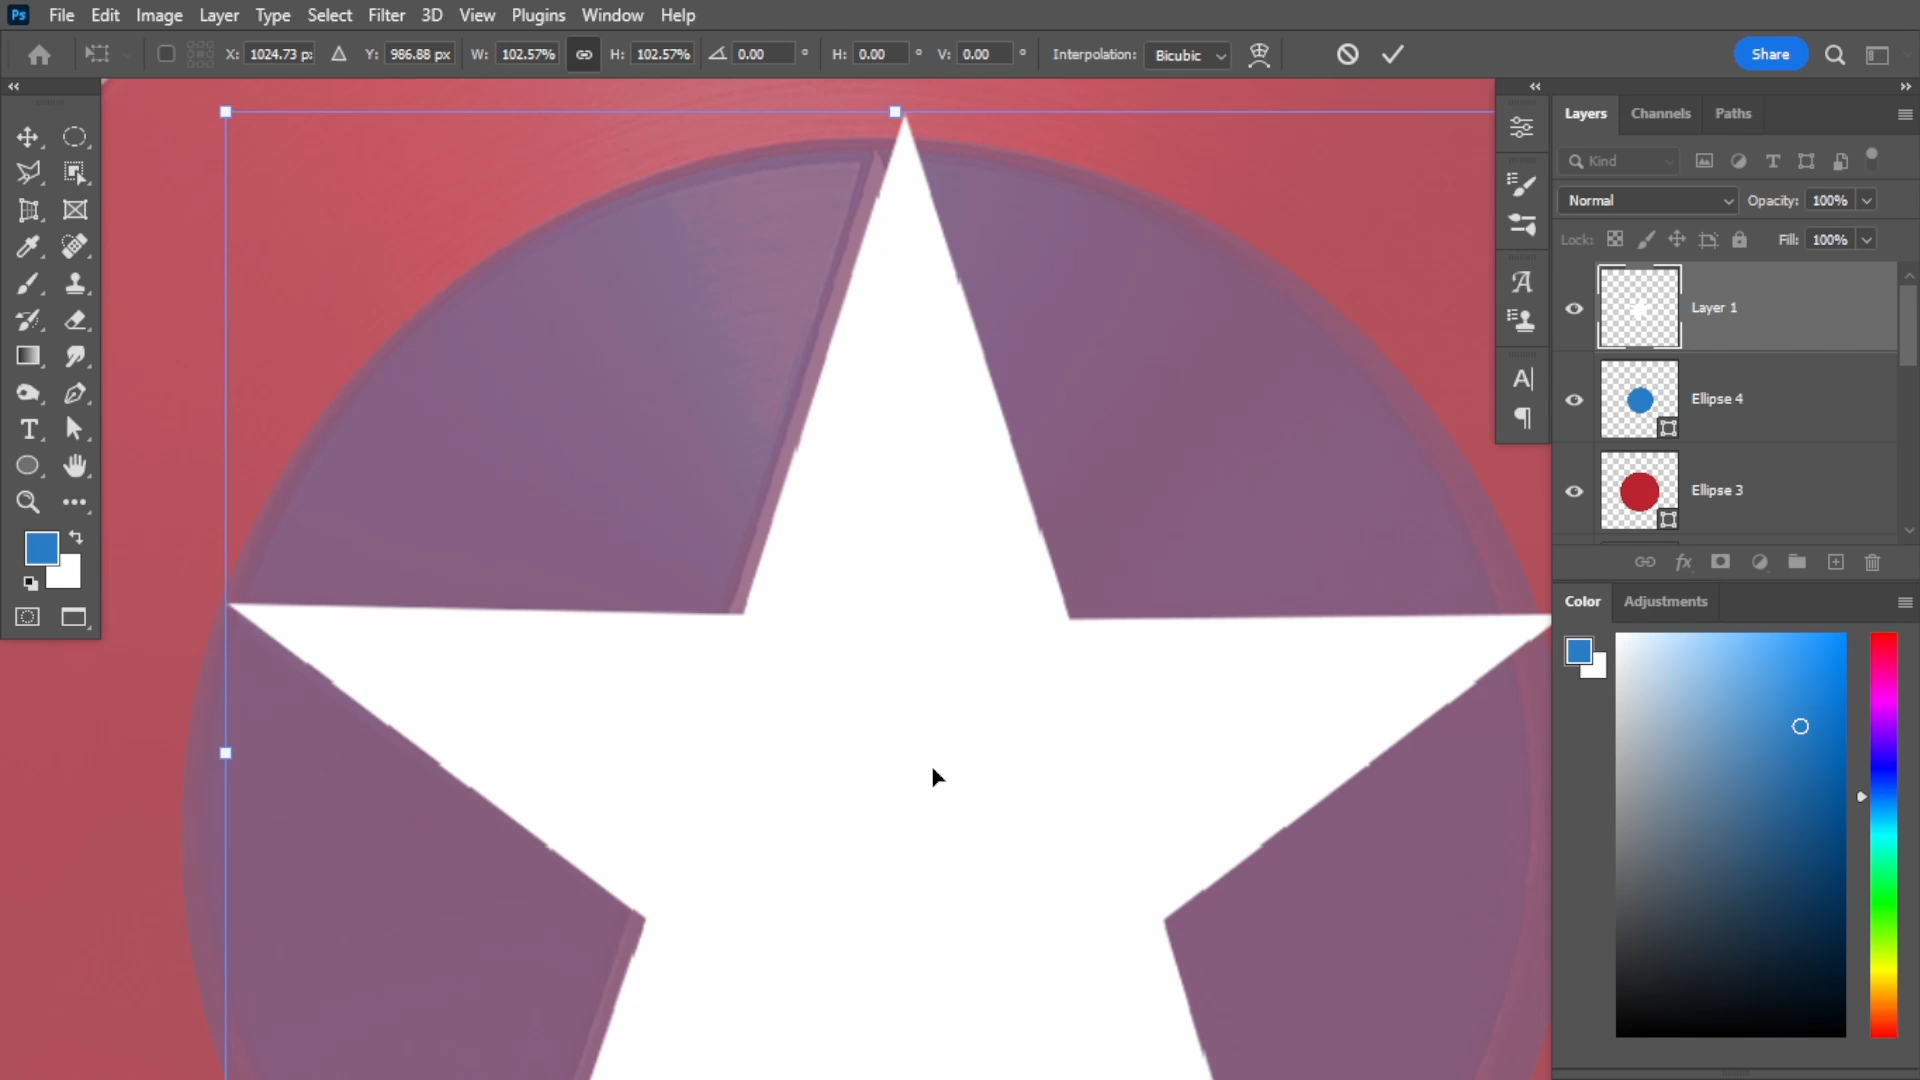 Ps File Edit Image Layer Type Select Filter 3D View Plugins Window Help
X: 1024.73 px Y: 986.88 px W: 102.57% H: 102.57% 0.00 ° H: 0.00 ° V: 0.00 ° Interpolation: Bicubic Share
Layers Channels Paths
Kind
Normal Opacity: 100%
Lock: Fill: 100%
Layer 1
Ellipse 4
Ellipse 3
Color Adjustments